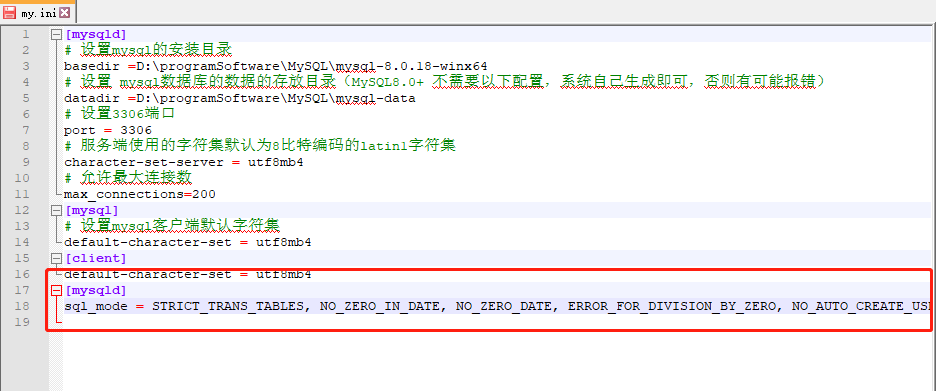 my.ini
1 [mysqld]
2 # 设置mysql的安装目录
3 basedir =D:\programSoftware\MySQL\mysql-8.0.18-winx64
4 # 设置 mysql数据库的数据的存放目录（MySQL8.0+ 不需要以下配置，系统自己生成即可，否则有可能报错）
5 datadir =D:\programSoftware\MySQL\mysql-data
6 # 设置3306端口
7 port = 3306
8 # 服务端使用的字符集默认为8比特编码的latin1字符集
9 character-set-server = utf8mb4
10 # 允许最大连接数
11 max_connections=200
12 [mysql]
13 # 设置mysql客户端默认字符集
14 default-character-set = utf8mb4
15 [client]
16 default-character-set = utf8mb4
17 [mysqld]
18 sql_mode = STRICT_TRANS_TABLES, NO_ZERO_IN_DATE, NO_ZERO_DATE, ERROR_FOR_DIVISION_BY_ZERO, NO_AUTO_CREATE_USE
19